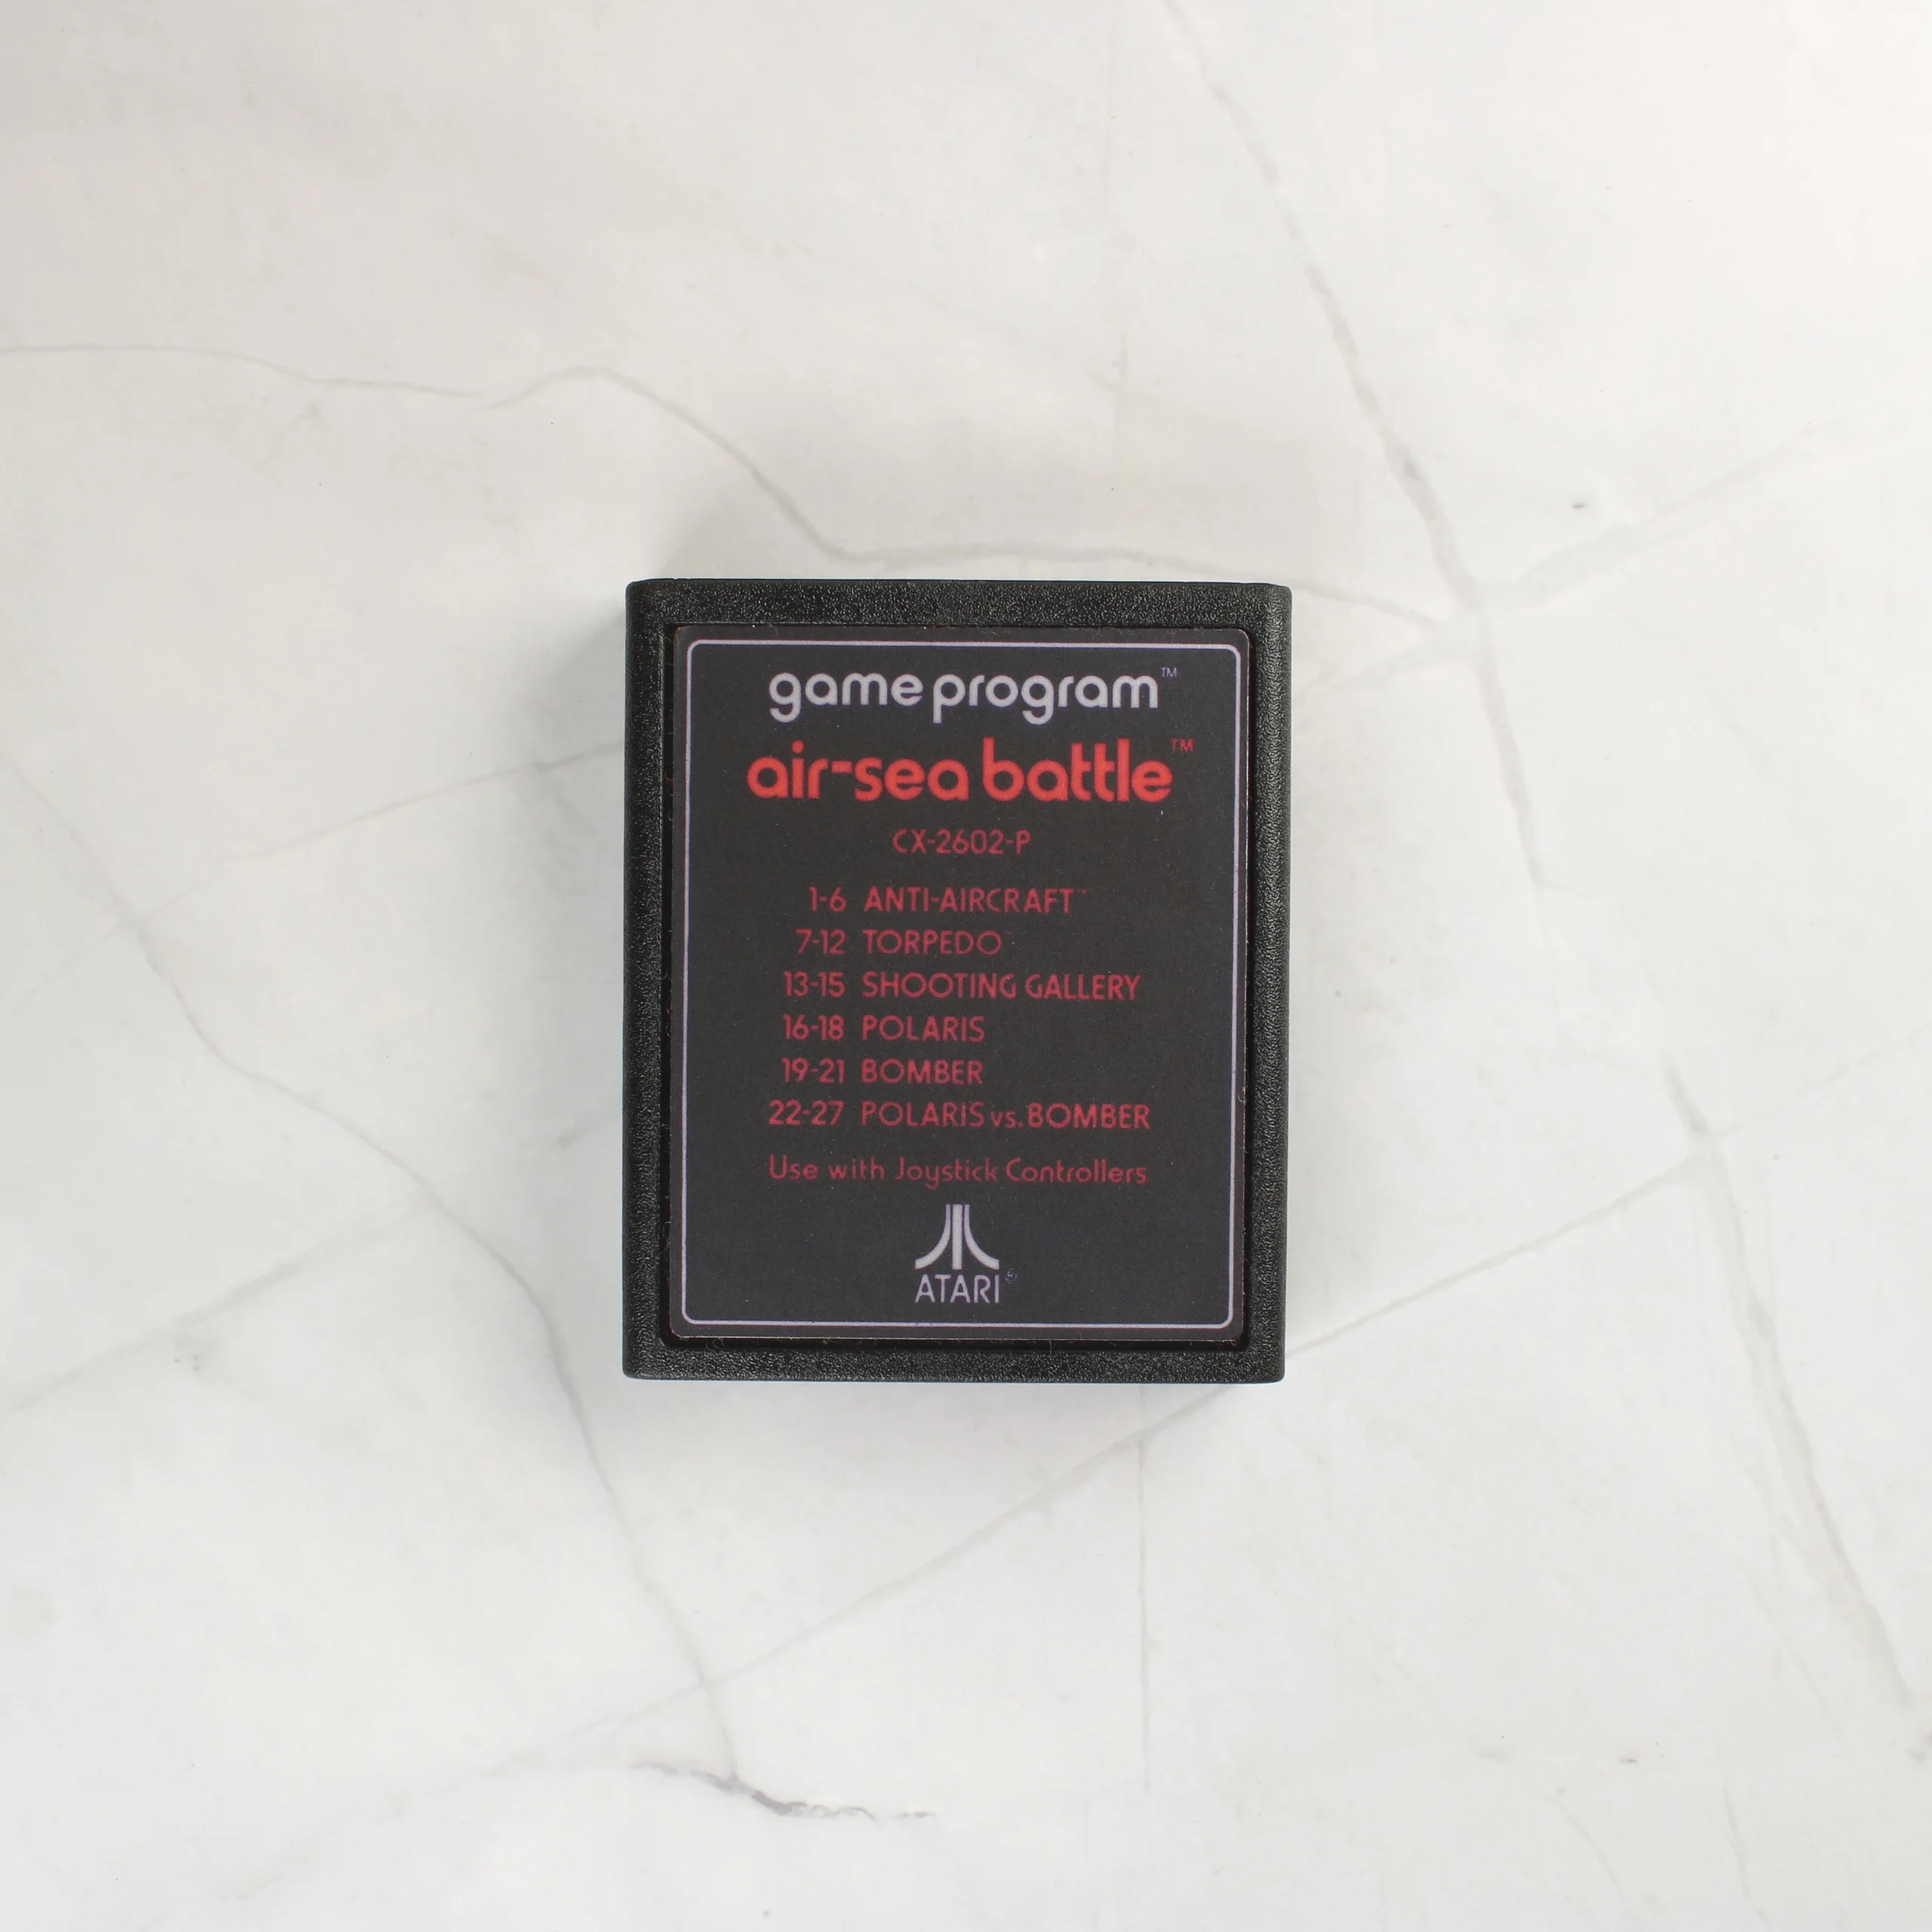 game program™
air-sea battle™
CX-2602-P
1-6 ANTI-AIRCRAFT™
7-12 TORPEDO
13-15 SHOOTING GALLERY
16-18 POLARIS
19-21 BOMBER
22-27 POLARIS vs. BOMBER
Use with Joystick Controllers
ATARI®